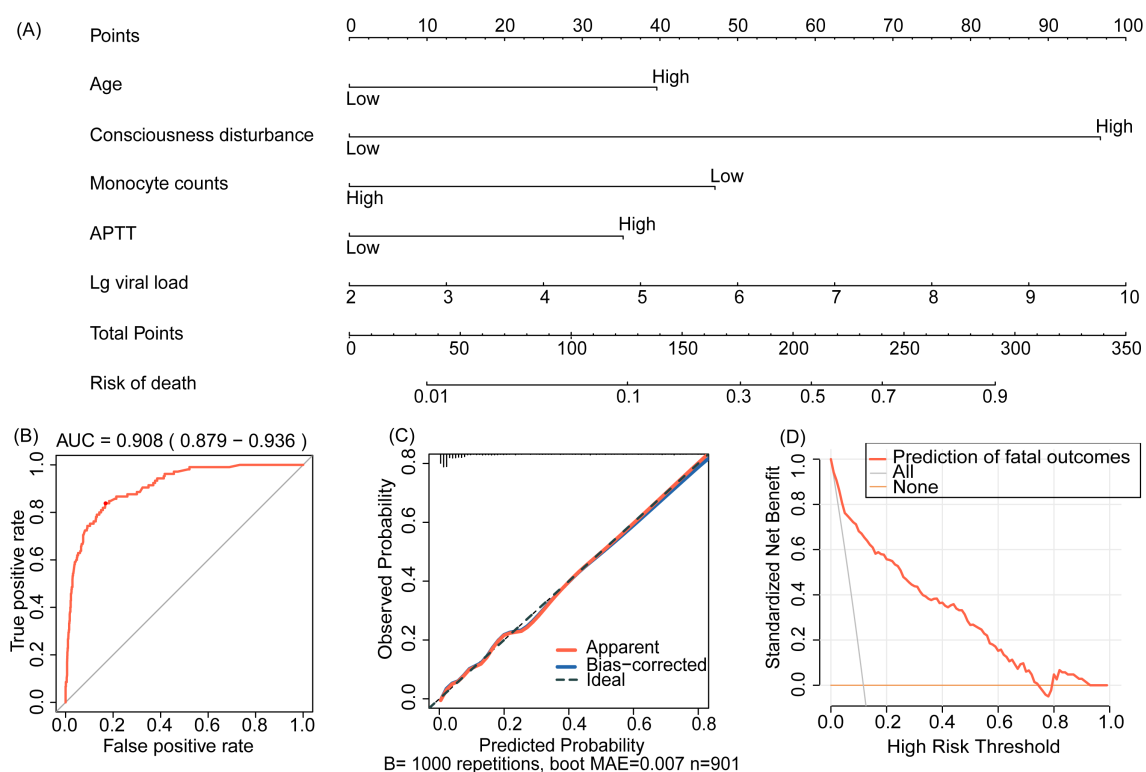 (A)
Points 0 10 20 30 40 50 60 70 80 90 100
Age Low High
Consciousness disturbance Low High
Monocyte counts High Low
APTT Low High
Lg viral load 2 3 4 5 6 7 8 9 10
Total Points 0 50 100 150 200 250 300 350
Risk of death 0.01 0.1 0.3 0.5 0.7 0.9
(B) AUC = 0.908 ( 0.879 − 0.936 )
True positive rate
1.0
0.8
0.6
0.4
0.2
0.0
0.0 0.2 0.4 0.6 0.8 1.0
False positive rate
(C)
Observed Probability
0.8
0.6
0.4
0.2
0.0
Apparent
Bias−corrected
Ideal
0.0 0.2 0.4 0.6 0.8
Predicted Probability
B= 1000 repetitions, boot MAE=0.007 n=901
(D)
Prediction of fatal outcomes
All
None
Standardized Net Benefit
1.0
0.8
0.6
0.4
0.2
0.0
0.0 0.2 0.4 0.6 0.8 1.0
High Risk Threshold